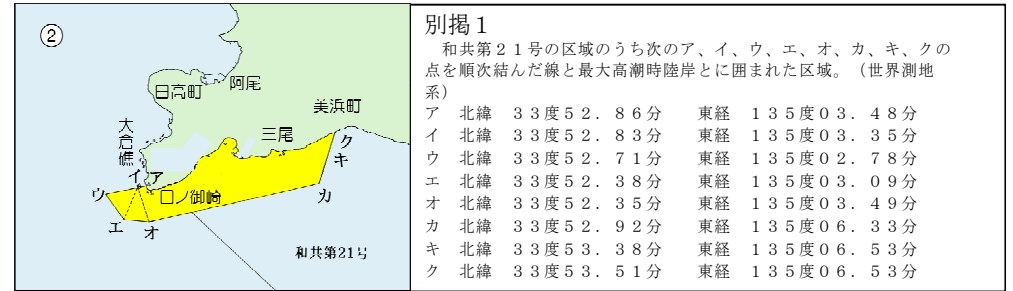 ②
日高町
阿尾
美浜町
大倉礁
三尾
ク
キ
イ
ア
ウ
日ノ御崎
カ
エ
オ
和共第21号
別掲1
和共第21号の区域のうち次のア、イ、ウ、エ、オ、カ、キ、クの
点を順次結んだ線と最大高潮時陸岸とに囲まれた区域。（世界測地
系）
ア　北緯　33度52．86分　　東経　135度03．48分
イ　北緯　33度52．83分　　東経　135度03．35分
ウ　北緯　33度52．71分　　東経　135度02．78分
エ　北緯　33度52．38分　　東経　135度03．09分
オ　北緯　33度52．35分　　東経　135度03．49分
カ　北緯　33度52．92分　　東経　135度06．33分
キ　北緯　33度53．38分　　東経　135度06．53分
ク　北緯　33度53．51分　　東経　135度06．53分